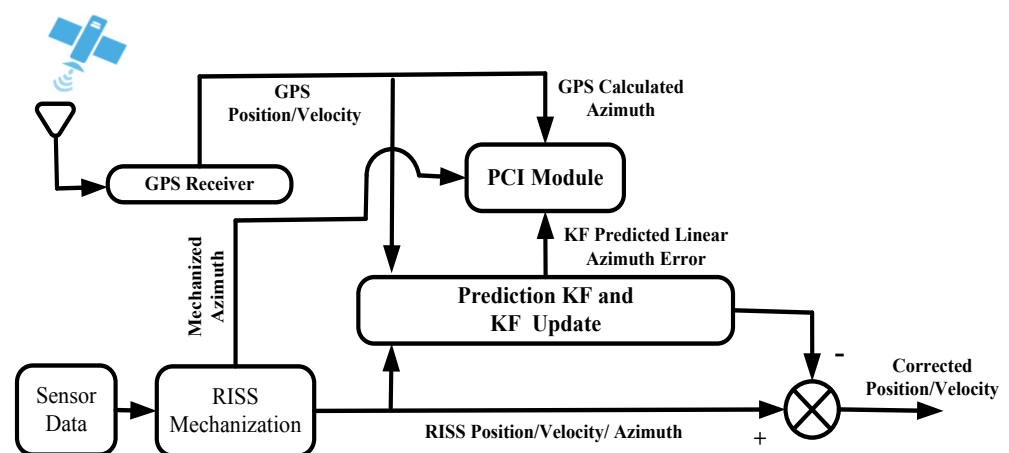 GPS
Position/Velocity
GPS Calculated
Azimuth
GPS Receiver
PCI Module
KF Predicted Linear
Azimuth Error
Mechanized
Azimuth
Prediction KF and
KF Update
-
Corrected
Position/Velocity
Sensor
Data
RISS
Mechanization
RISS Position/Velocity/ Azimuth
+